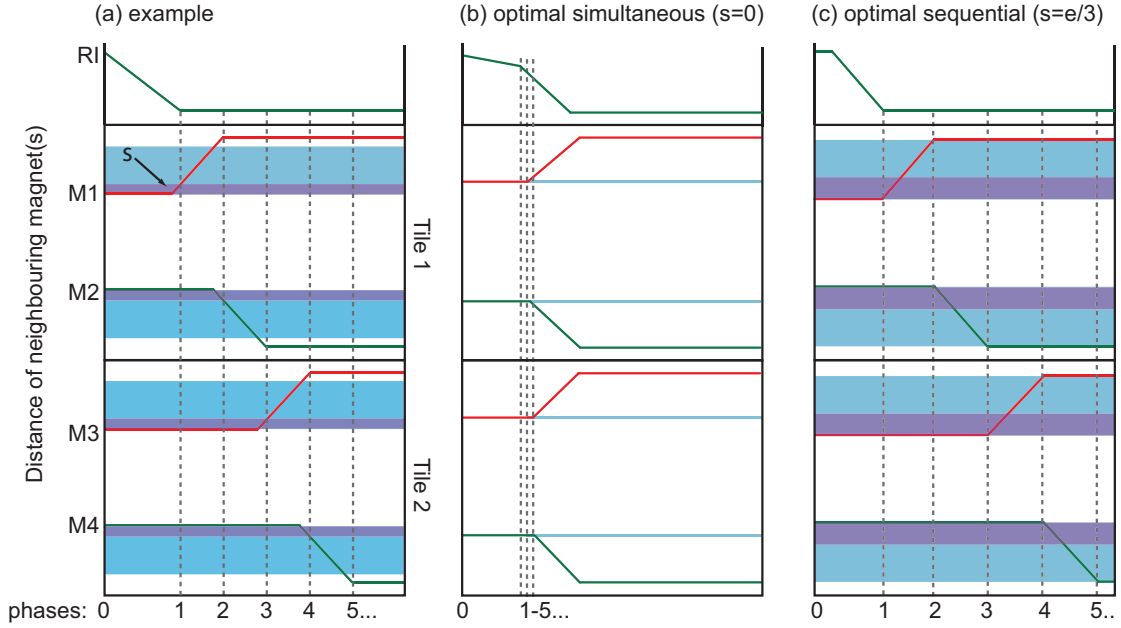 (a) example
(b) optimal simultaneous (s=0)
(c) optimal sequential (s=e/3)
Distance of neighbouring magnet(s)
RI
S
M1
M2
Tile 1
M3
M4
Tile 2
phases: 0 1 2 3 4 5...
0 1-5...
0 1 2 3 4 5..